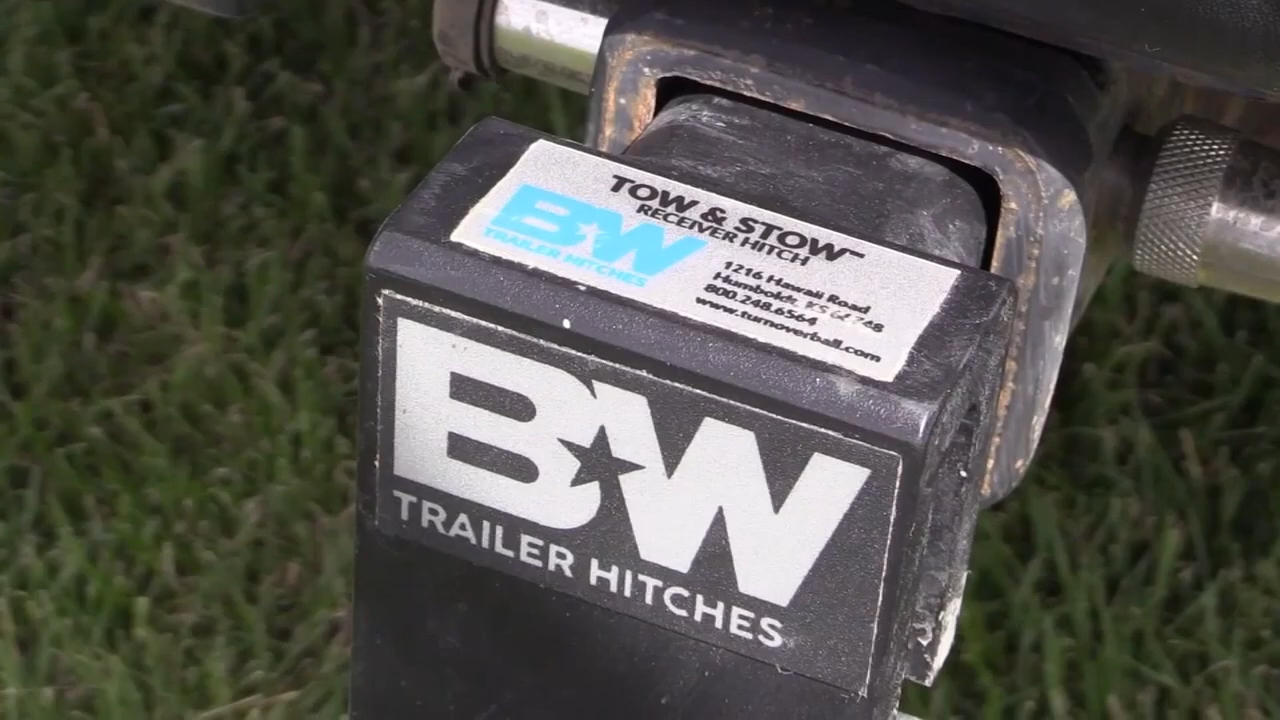 TOW & STOW™
RECEIVER HITCH
B★W
TRAILER HITCHES
1216 Hawaii Road
Humboldt, KS
800.248.6564
www.turnoverball.com
B★W
TRAILER HITCHES